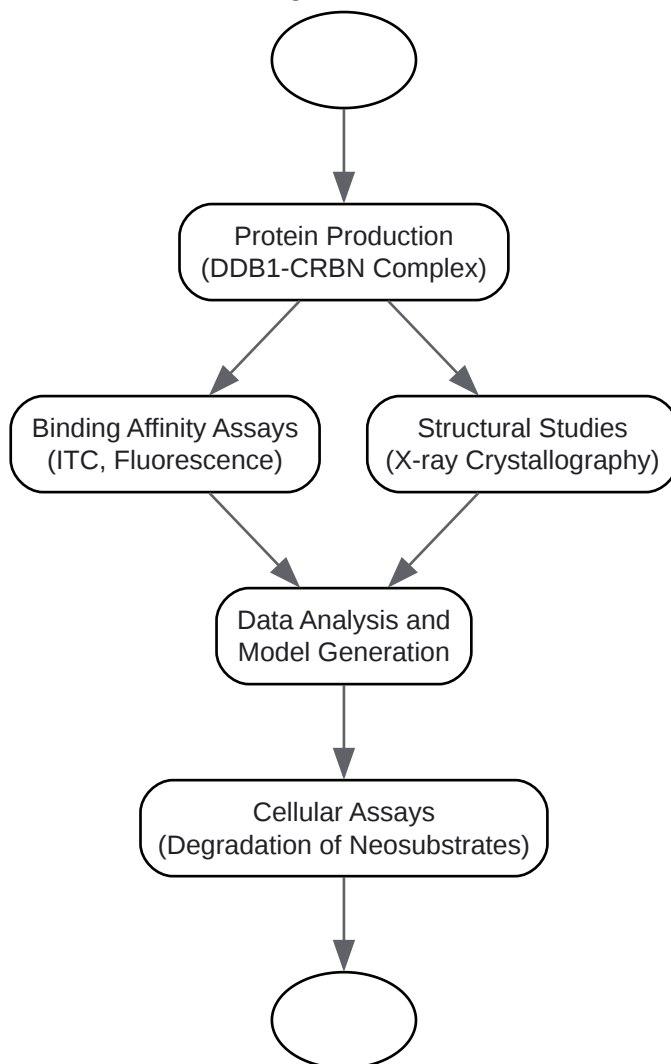 Protein Production
(DDB1-CRBN Complex)
Binding Affinity Assays
(ITC, Fluorescence)
Structural Studies
(X-ray Crystallography)
Data Analysis and
Model Generation
Cellular Assays
(Degradation of Neosubstrates)